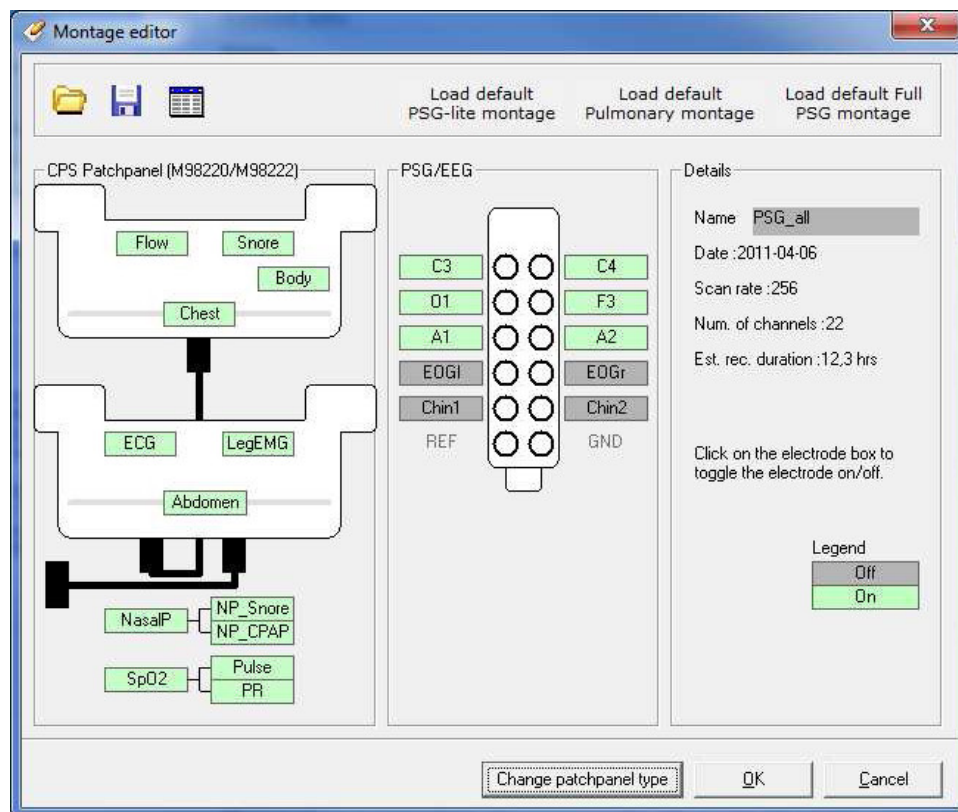 Montage editor
Load default
PSG-lite montage
Load default
Pulmonary montage
Load default Full
PSG montage
CPS Patchpanel (M98220/M98222)
Flow
Snore
Body
Chest
ECG
LegEMG
Abdomen
NasalP
NP_Snore
NP_CPAP
SpO2
Pulse
PR
PSG/EEG
C3
C4
O1
F3
A1
A2
EOGl
EOGr
Chin1
Chin2
REF
GND
Details
Name PSG_all
Date :2011-04-06
Scan rate :256
Num. of channels :22
Est. rec. duration :12,3 hrs
Click on the electrode box to
toggle the electrode on/off.
Legend
Off
On
Change patchpanel type
OK
Cancel